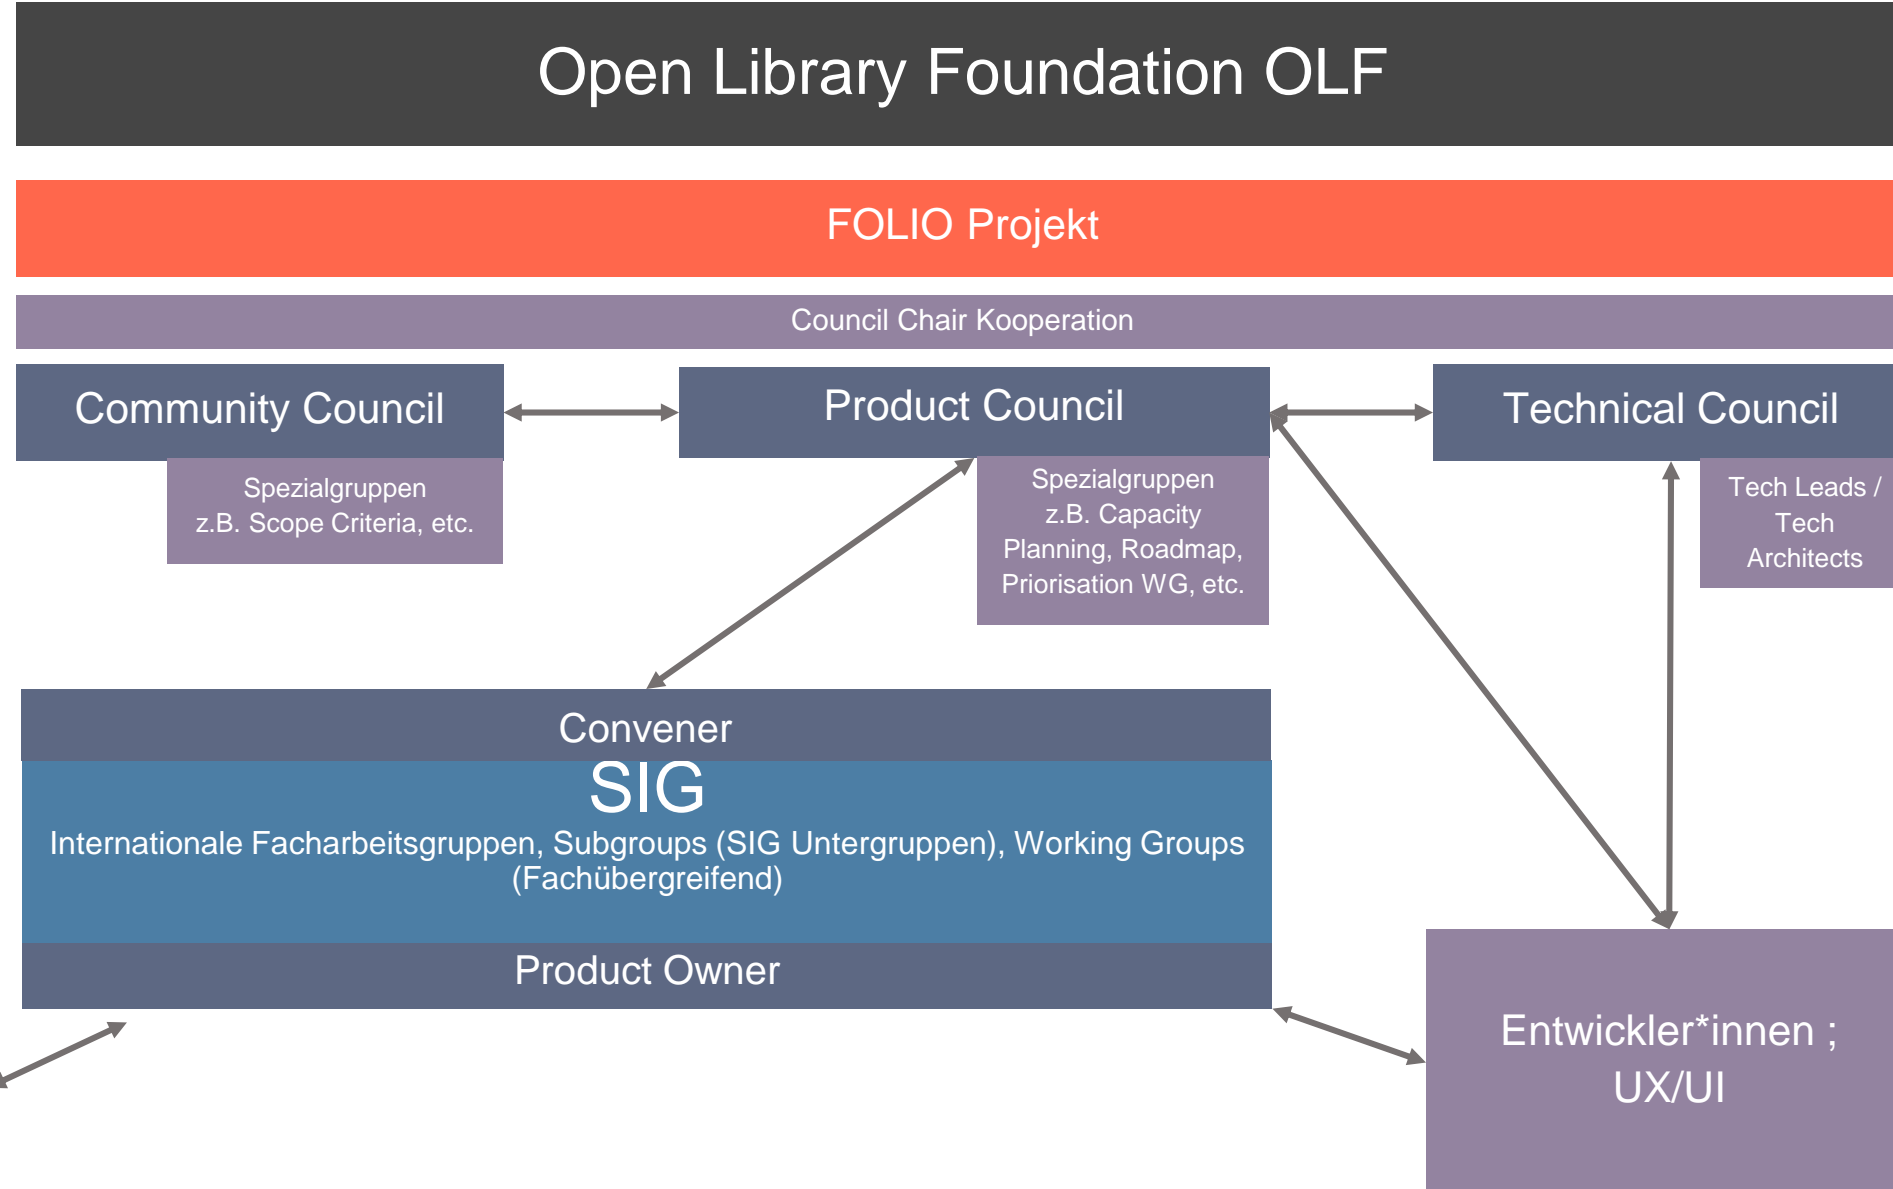 Open Library Foundation OLF
FOLIO Projekt
Council Chair Kooperation
Community Council
Product Council
Technical Council
Spezialgruppen
z.B. Scope Criteria, etc.
Spezialgruppen
z.B. Capacity
Planning, Roadmap,
Priorisation WG, etc.
Tech Leads /
Tech
Architects
Convener
SIG
Internationale Facharbeitsgruppen, Subgroups (SIG Untergruppen), Working Groups
(Fachübergreifend)
Product Owner
Entwickler*innen ;
UX/UI